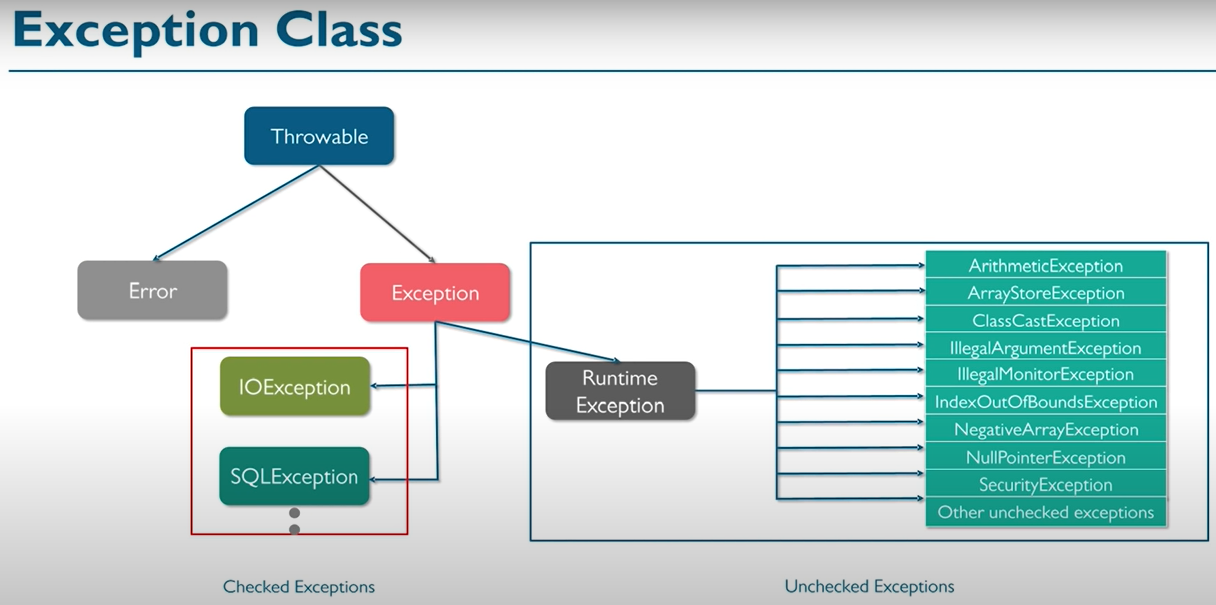 Exception Class
Throwable
Error
Exception
IOException
SQLException
Runtime
Exception
ArithmeticException
ArrayStoreException
ClassCastException
IllegalArgumentException
IllegalMonitorException
IndexOutOfBoundsException
NegativeArrayException
NullPointerException
SecurityException
Other unchecked exceptions
Checked Exceptions
Unchecked Exceptions